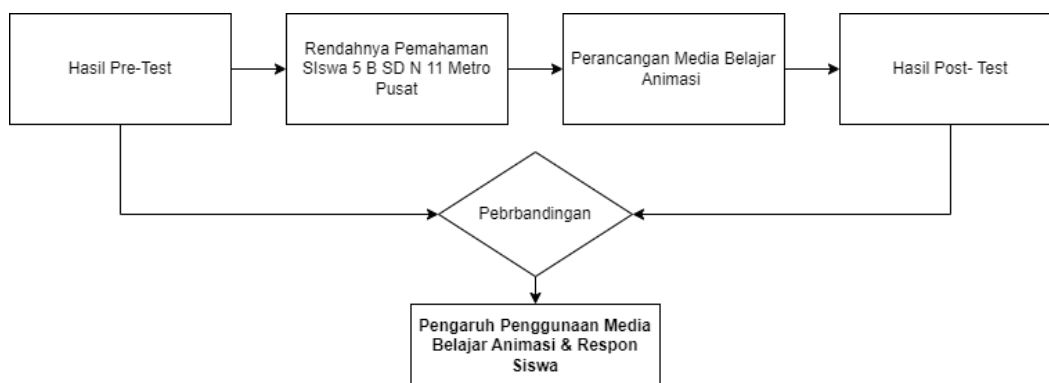 Hasil Pre-Test
Rendahnya Pemahaman
SIswa 5 B SD N 11 Metro
Pusat
Perancangan Media Belajar
Animasi
Hasil Post- Test
Pebrbandingan
Pengaruh Penggunaan Media
Belajar Animasi & Respon
Siswa